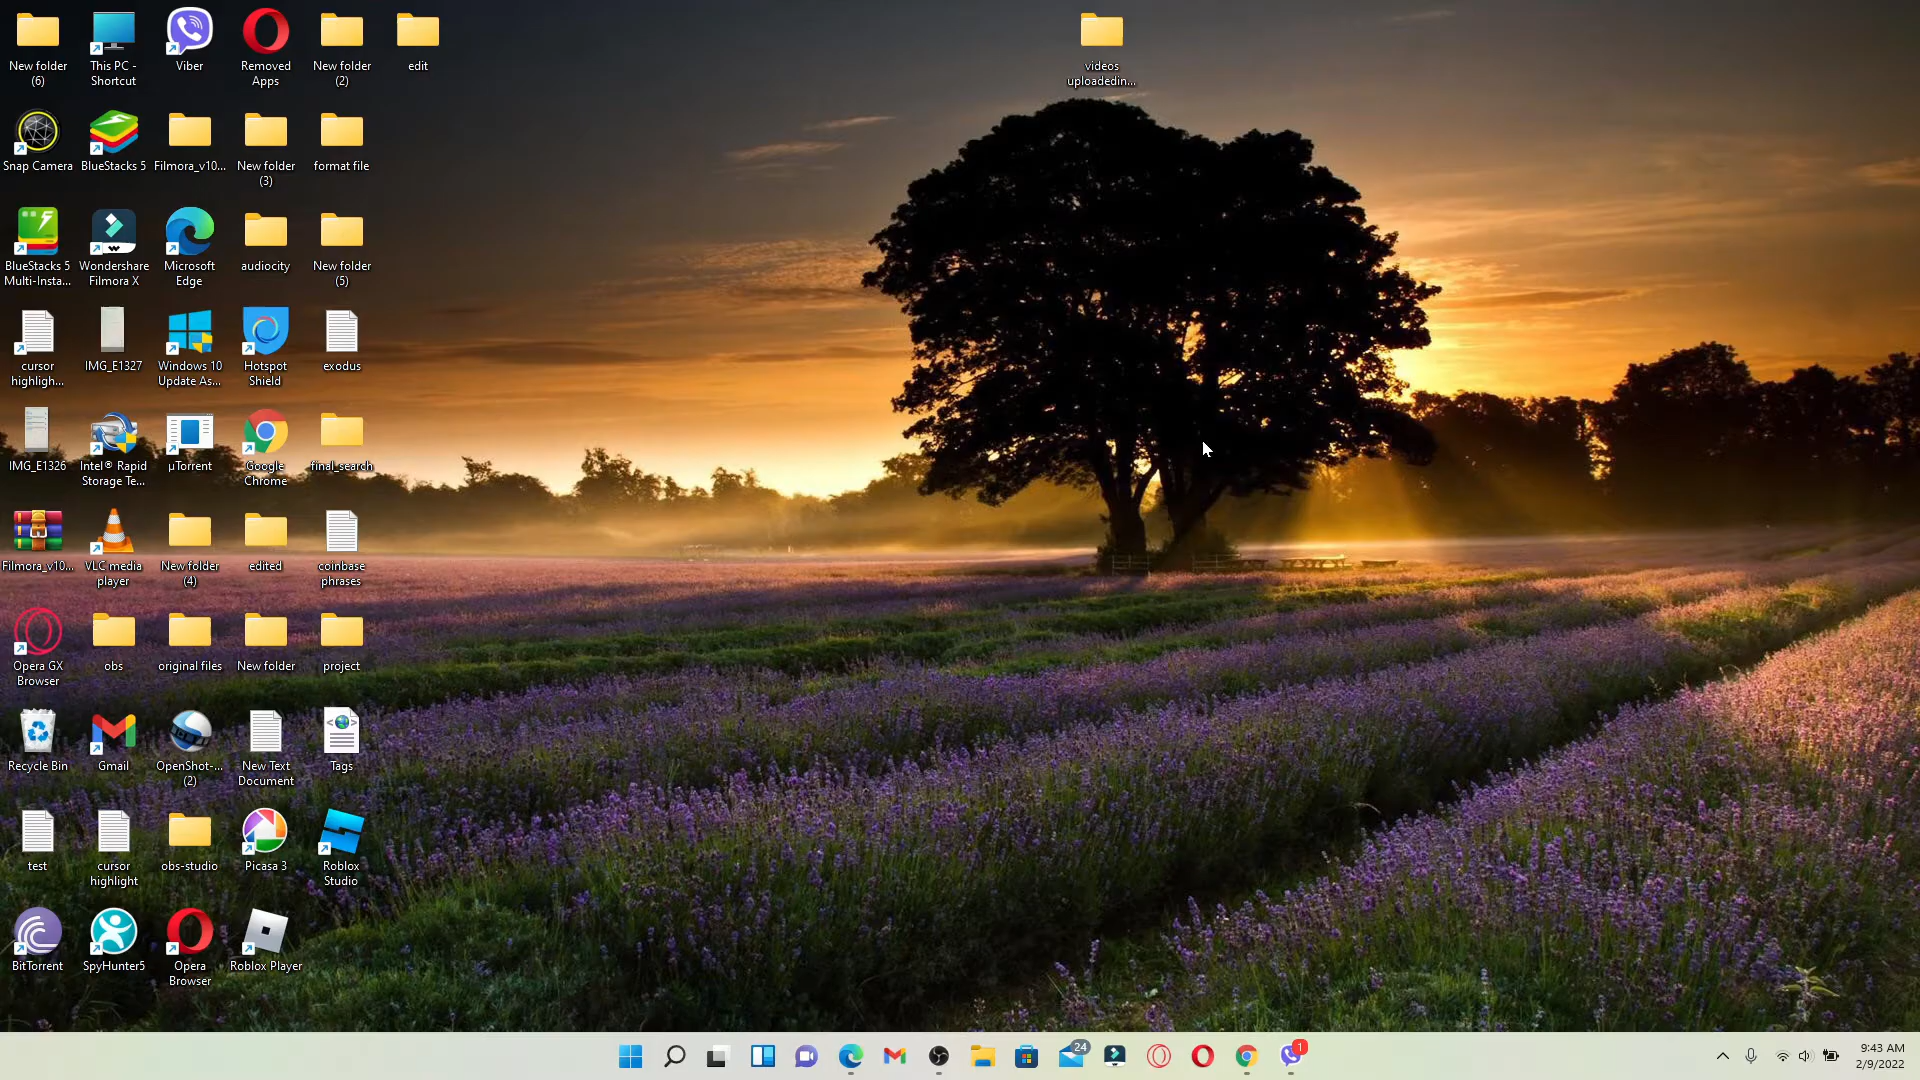 New folder
(6)
This PC -
Shortcut
Viber
Removed
Apps
New folder
(2)
edit
videos
uploadedin...
Snap Camera
BlueStacks 5
Filmora_v10...
New folder
(3)
format file
BlueStacks 5
Multi-Insta...
Wondershare
Filmora X
Microsoft
Edge
audiocity
New folder
(5)
cursor
highligh...
IMG_E1327
Windows 10
Update As...
Hotspot
Shield
exodus
IMG_E1326
Intel® Rapid
Storage Te...
µTorrent
Google
Chrome
final_search
Filmora_v10...
VLC media
player
New folder
(4)
edited
coinbase
phrases
Opera GX
Browser
obs
original files
New folder
project
Recycle Bin
Gmail
OpenShot-...
(2)
New Text
Document
Tags
test
cursor
highlight
obs-studio
Picasa 3
Roblox
Studio
BitTorrent
SpyHunter5
Opera
Browser
Roblox Player
24
1
9:43 AM
2/9/2022